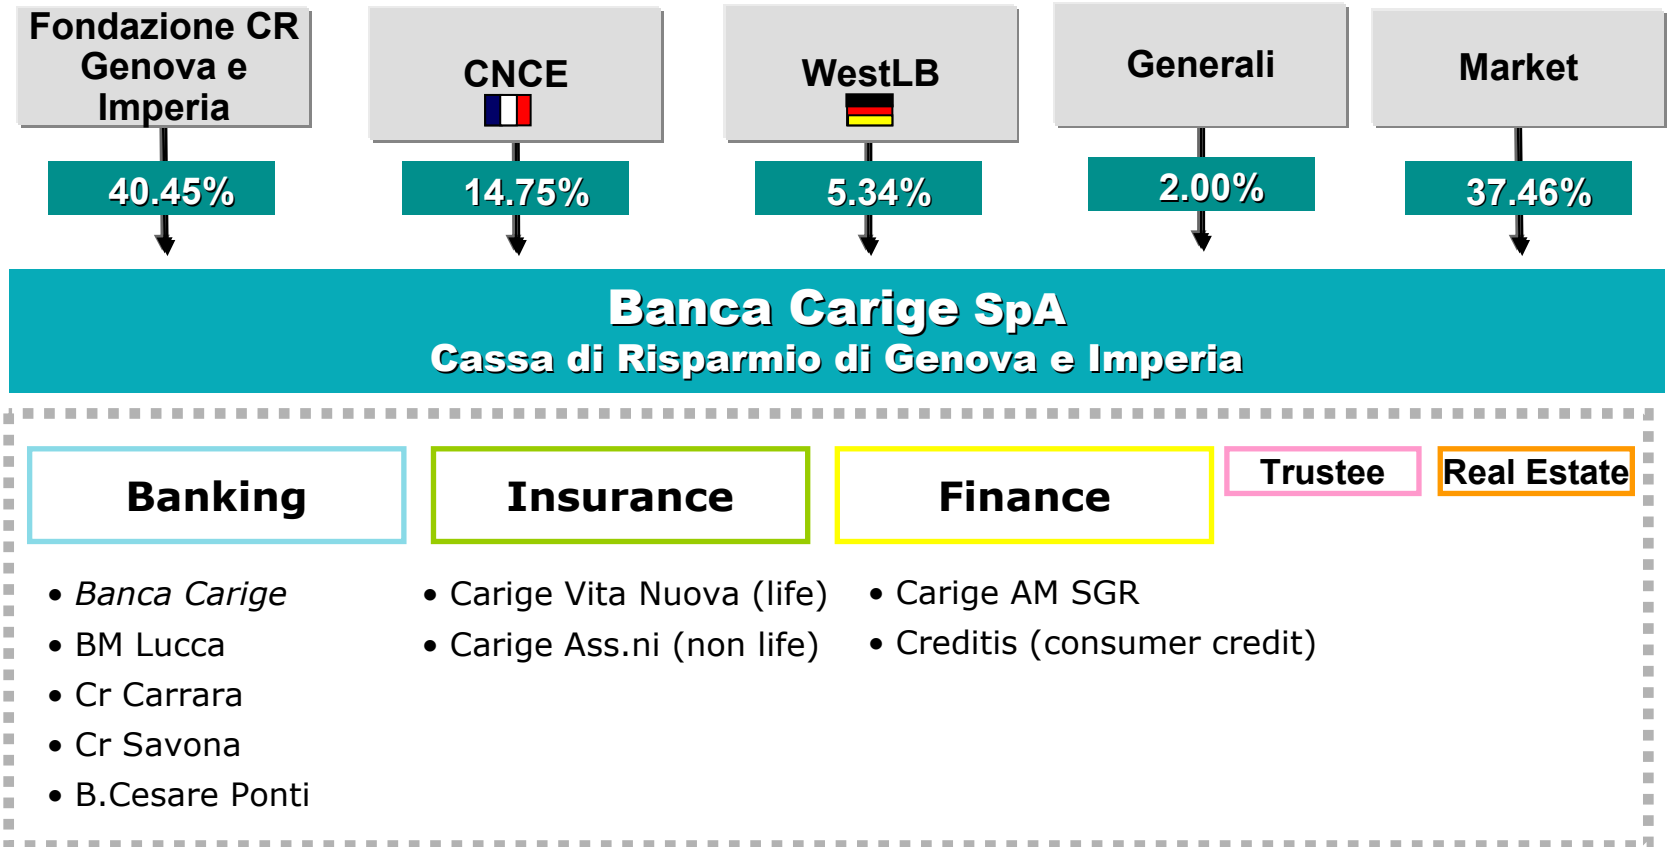 Fondazione CR
Genova e
Imperia
CNCE
WestLB
Generali
Market
40.45%
14.75%
5.34%
2.00%
37.46%
Banca Carige SpA
Cassa di Risparmio di Genova e Imperia
Banking
Insurance
Finance
Trustee
Real Estate
• Banca Carige
• BM Lucca
• Cr Carrara
• Cr Savona
• B.Cesare Ponti
• Carige Vita Nuova (life)
• Carige Ass.ni (non life)
• Carige AM SGR
• Creditis (consumer credit)